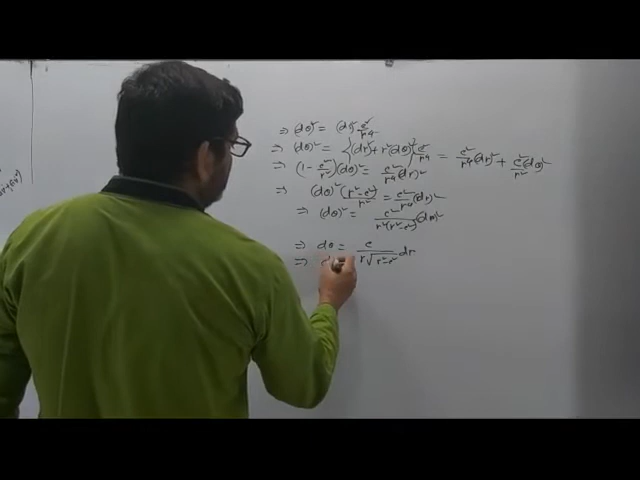 ⇒ (dθ)² = (ds)² c²/r⁴
⇒ (dθ)² = {(dr)² + r²(dθ)²} c²/r⁴ = c²/r⁴ (dr)² + c²/r² (dθ)²
⇒ (1 - c²/r²)(dθ)² = c²/r⁴ (dr)²
⇒ (dθ)² (r² - c²)/r² = c²/r⁴ (dr)²
⇒ (dθ)² = c²/r²(r² - c²) (dr)²
⇒ dθ = c/r√r² - c² dr
⇒